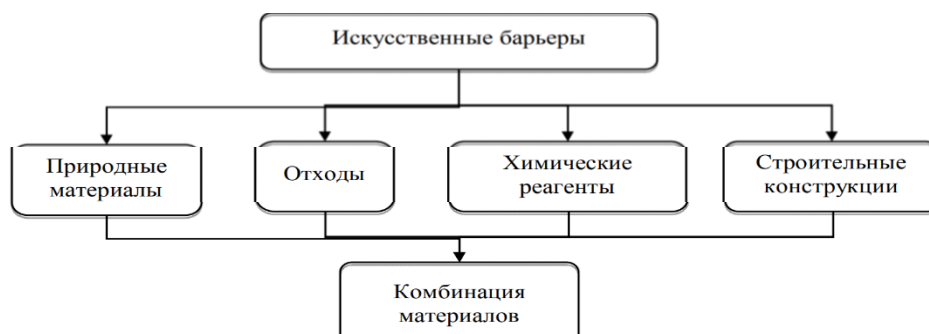 Искусственные барьеры
Природные
материалы
Отходы
Химические
реагенты
Строительные
конструкции
Комбинация
материалов